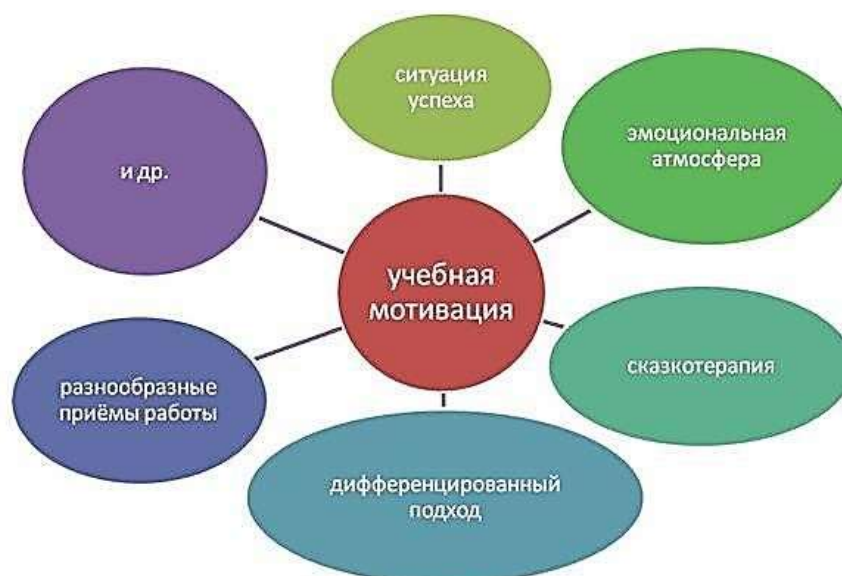 ситуация
успеха
эмоциональная
атмосфера
и др.
учебная
мотивация
сказкотерапия
разнообразные
приёмы работы
дифференцированный
подход